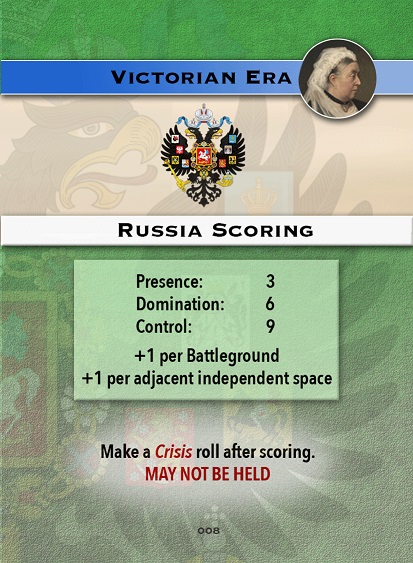 Victorian Era
Russia Scoring
Presence: 3
Domination: 6
Control: 9
+1 per Battleground
+1 per adjacent independent space
Make a Crisis roll after scoring.
MAY NOT BE HELD
008